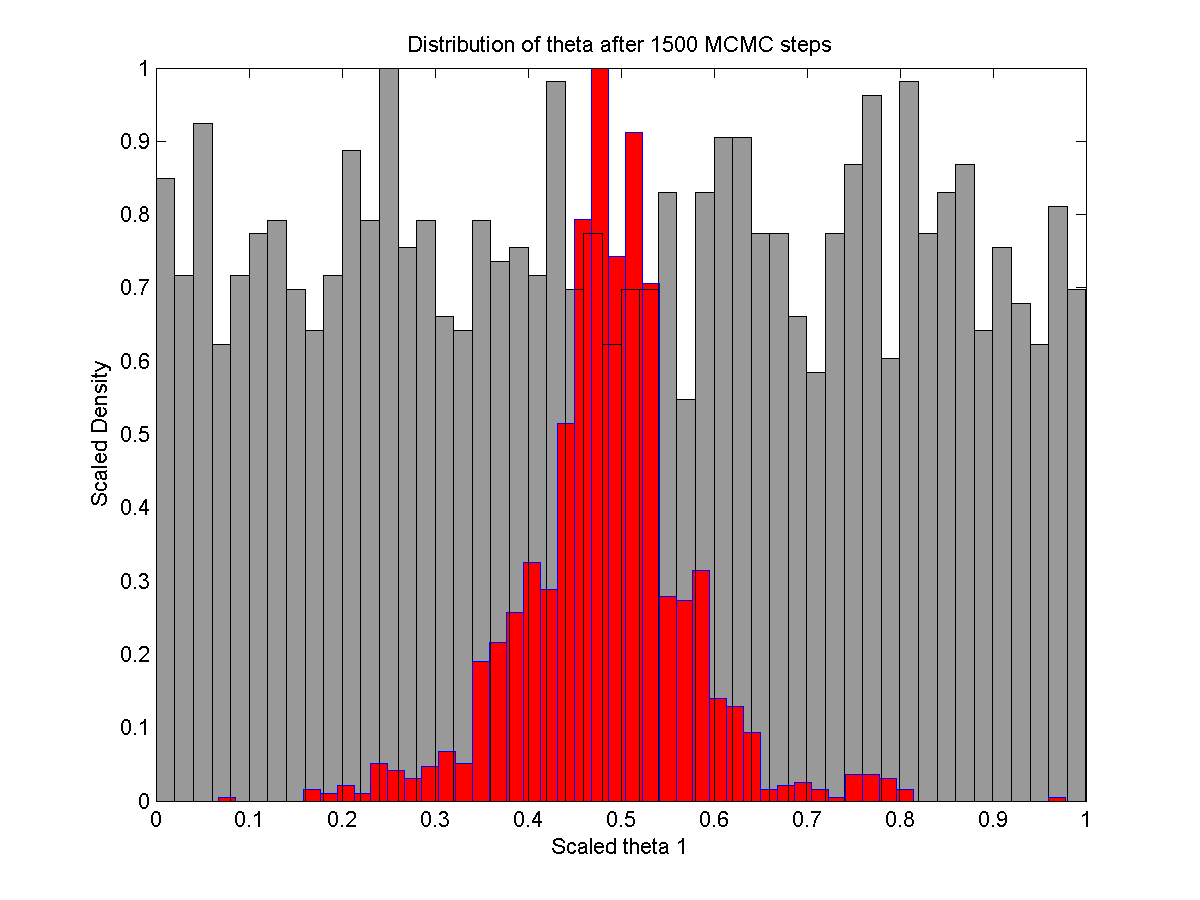 Distribution of theta after 1500 MCMC steps
1
0.9
0.8
0.7
0.6
0.5
0.4
0.3
0.2
0.1
0
Scaled Density
0 0.1 0.2 0.3 0.4 0.5 0.6 0.7 0.8 0.9 1
Scaled theta 1